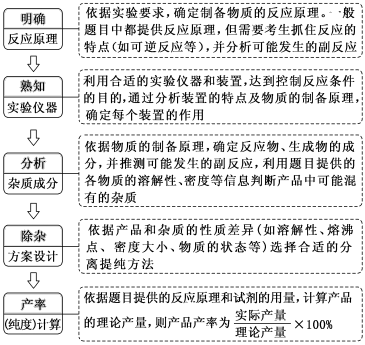 明确
反应原理
依据实验要求，确定制备物质的反应原理。一般
题目中都提供反应原理，但需要考生抓住反应的
特点(如可逆反应等)，并分析可能发生的副反应
熟知
实验仪器
利用合适的实验仪器和装置，达到控制反应条件
的目的，通过分析装置的特点及物质的制备原理，
确定每个装置的作用
分析
杂质成分
依据物质的制备原理，确定反应物、生成物的成
分，并推测可能发生的副反应，利用题目提供的
各物质的溶解性、密度等信息判断产品中可能混
有的杂质
除杂
方案设计
依据产品和杂质的性质差异(如溶解性、熔沸
点、密度大小、物质的状态等)选择合适的分
离提纯方法
产率
(纯度)计算
依据题目提供的反应原理和试剂的用量，计算产品
的理论产量，则产品产率为实际产量/理论产量×100%